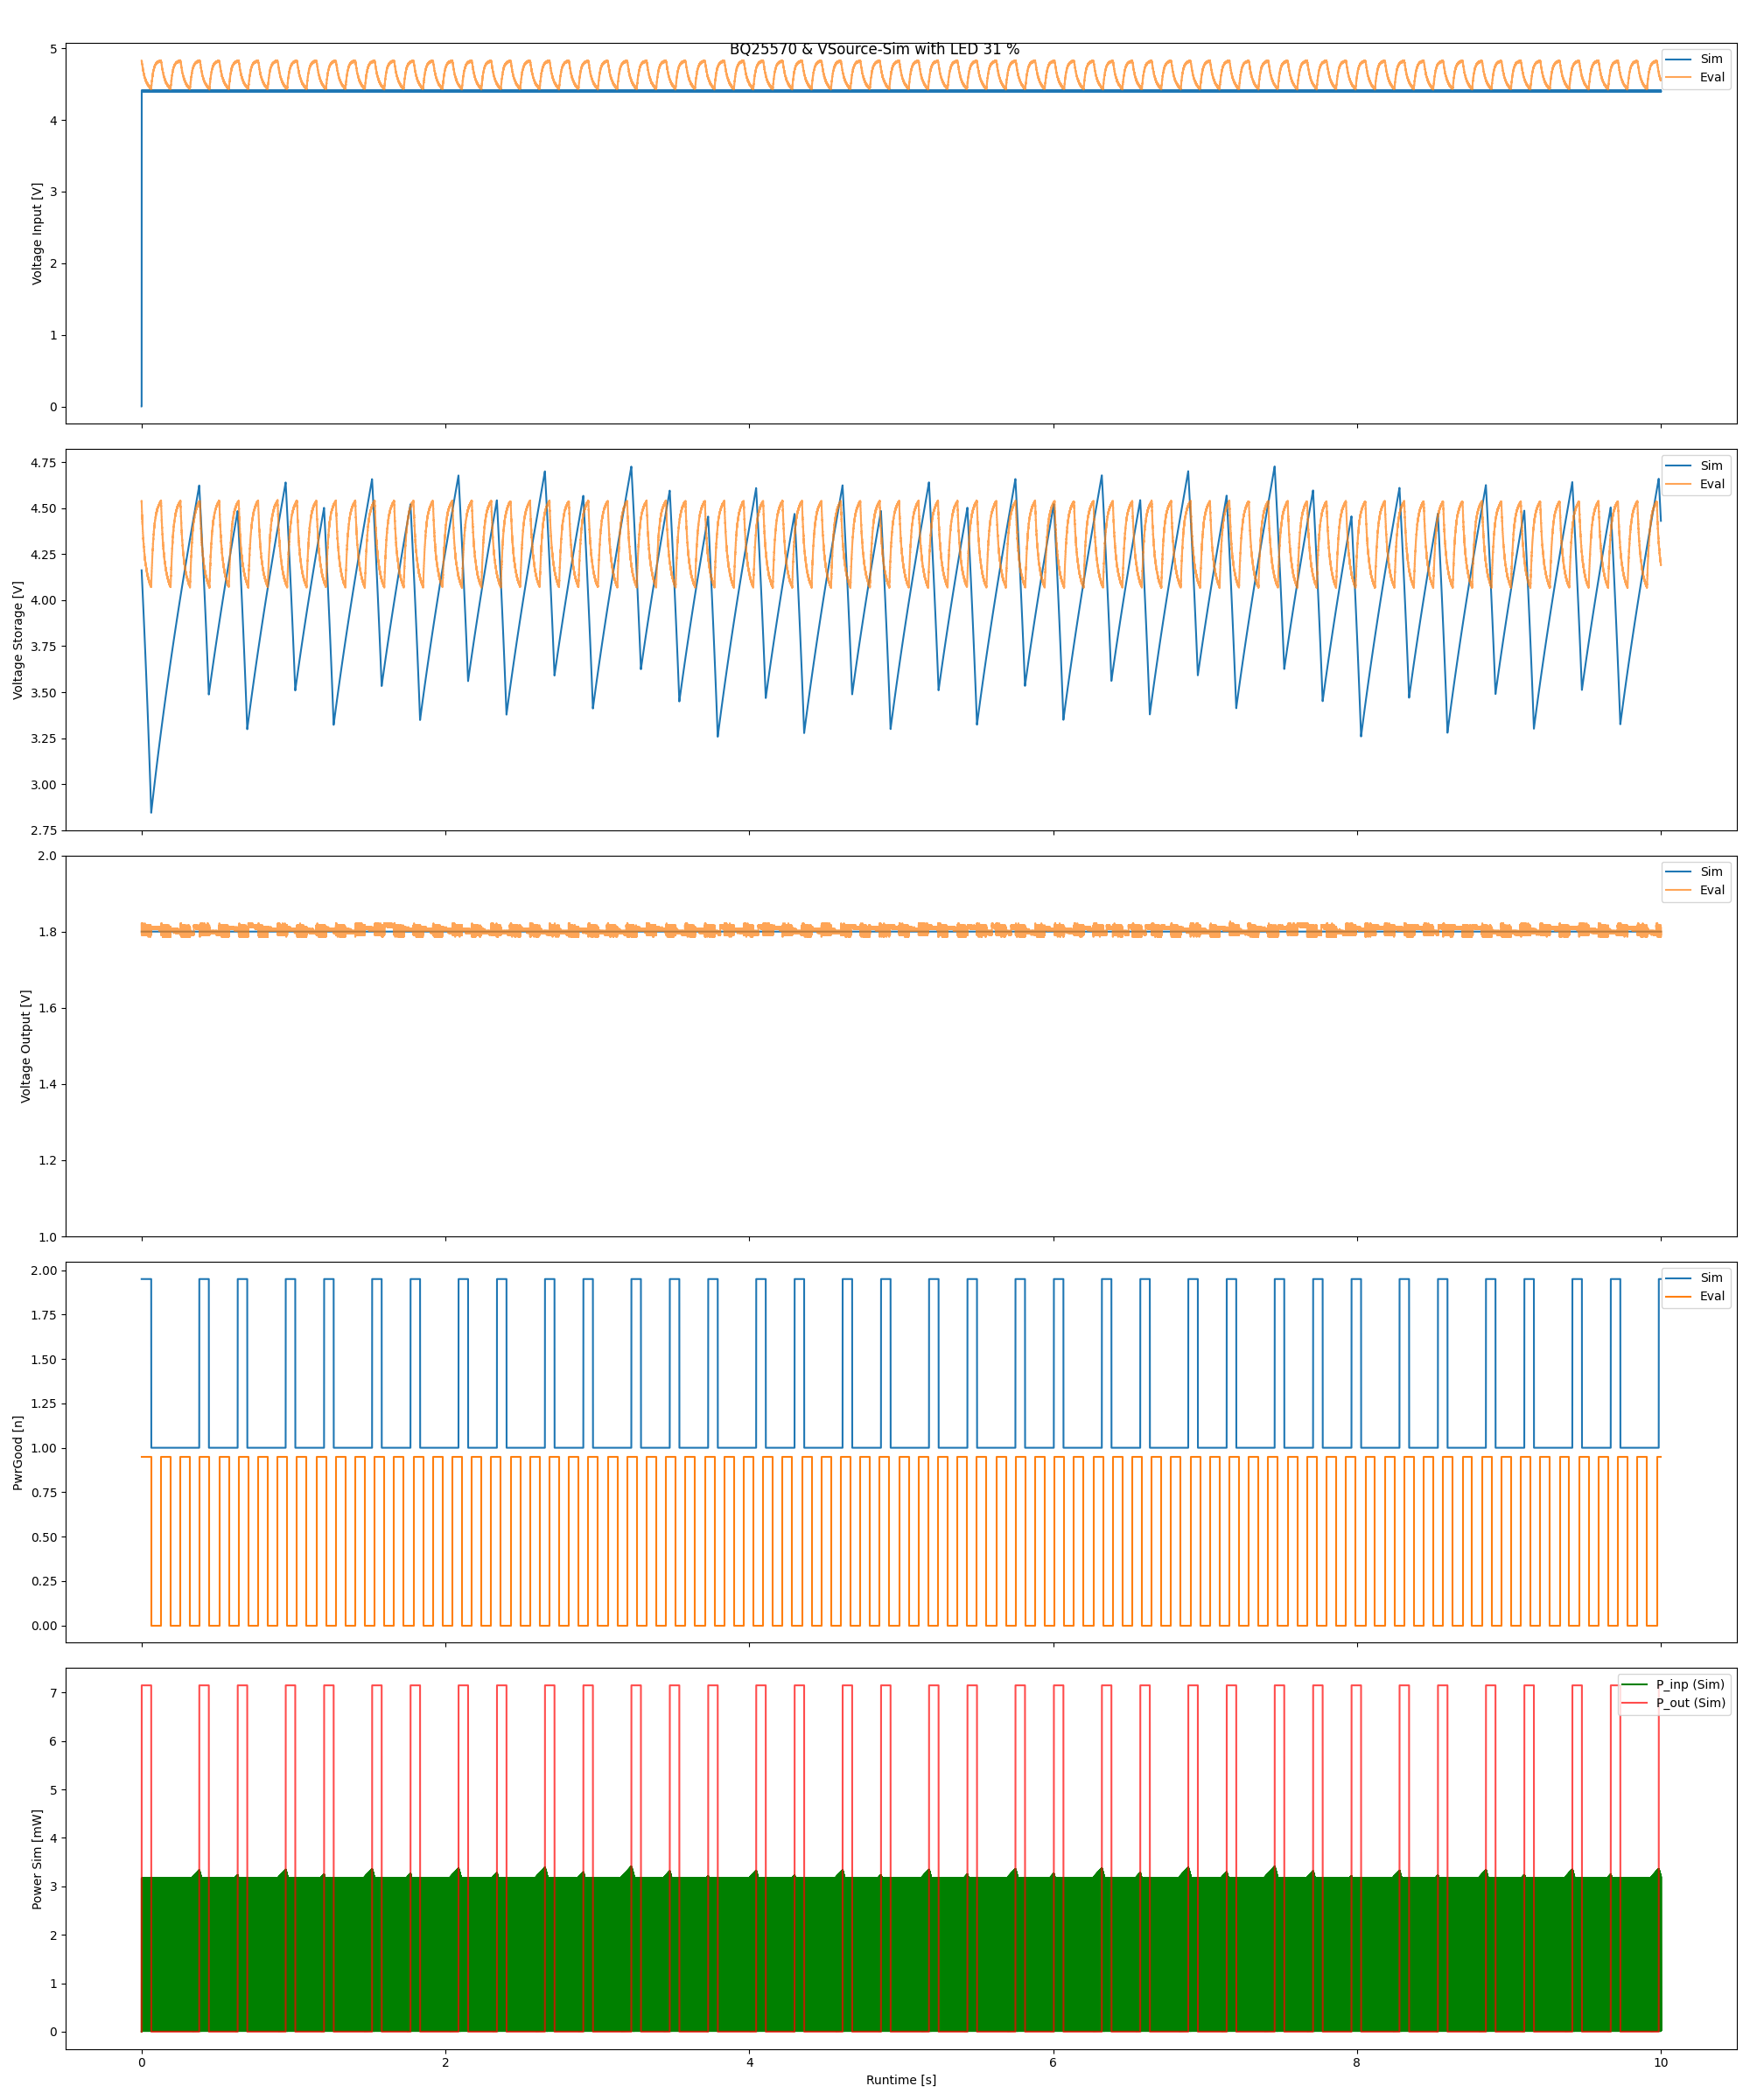 BQ25570 & VSource-Sim with LED 31 %
Voltage Input [V]
5
4
3
2
1
0
Sim
Eval
Voltage Storage [V]
4.75
4.50
4.25
4.00
3.75
3.50
3.25
3.00
2.75
Sim
Eval
Voltage Output [V]
2.0
1.8
1.6
1.4
1.2
1.0
Sim
Eval
PwrGood [n]
2.00
1.75
1.50
1.25
1.00
0.75
0.50
0.25
0.00
Sim
Eval
Power Sim [mW]
7
6
5
4
3
2
1
0
P_inp (Sim)
P_out (Sim)
0 2 4 6 8 10
Runtime [s]